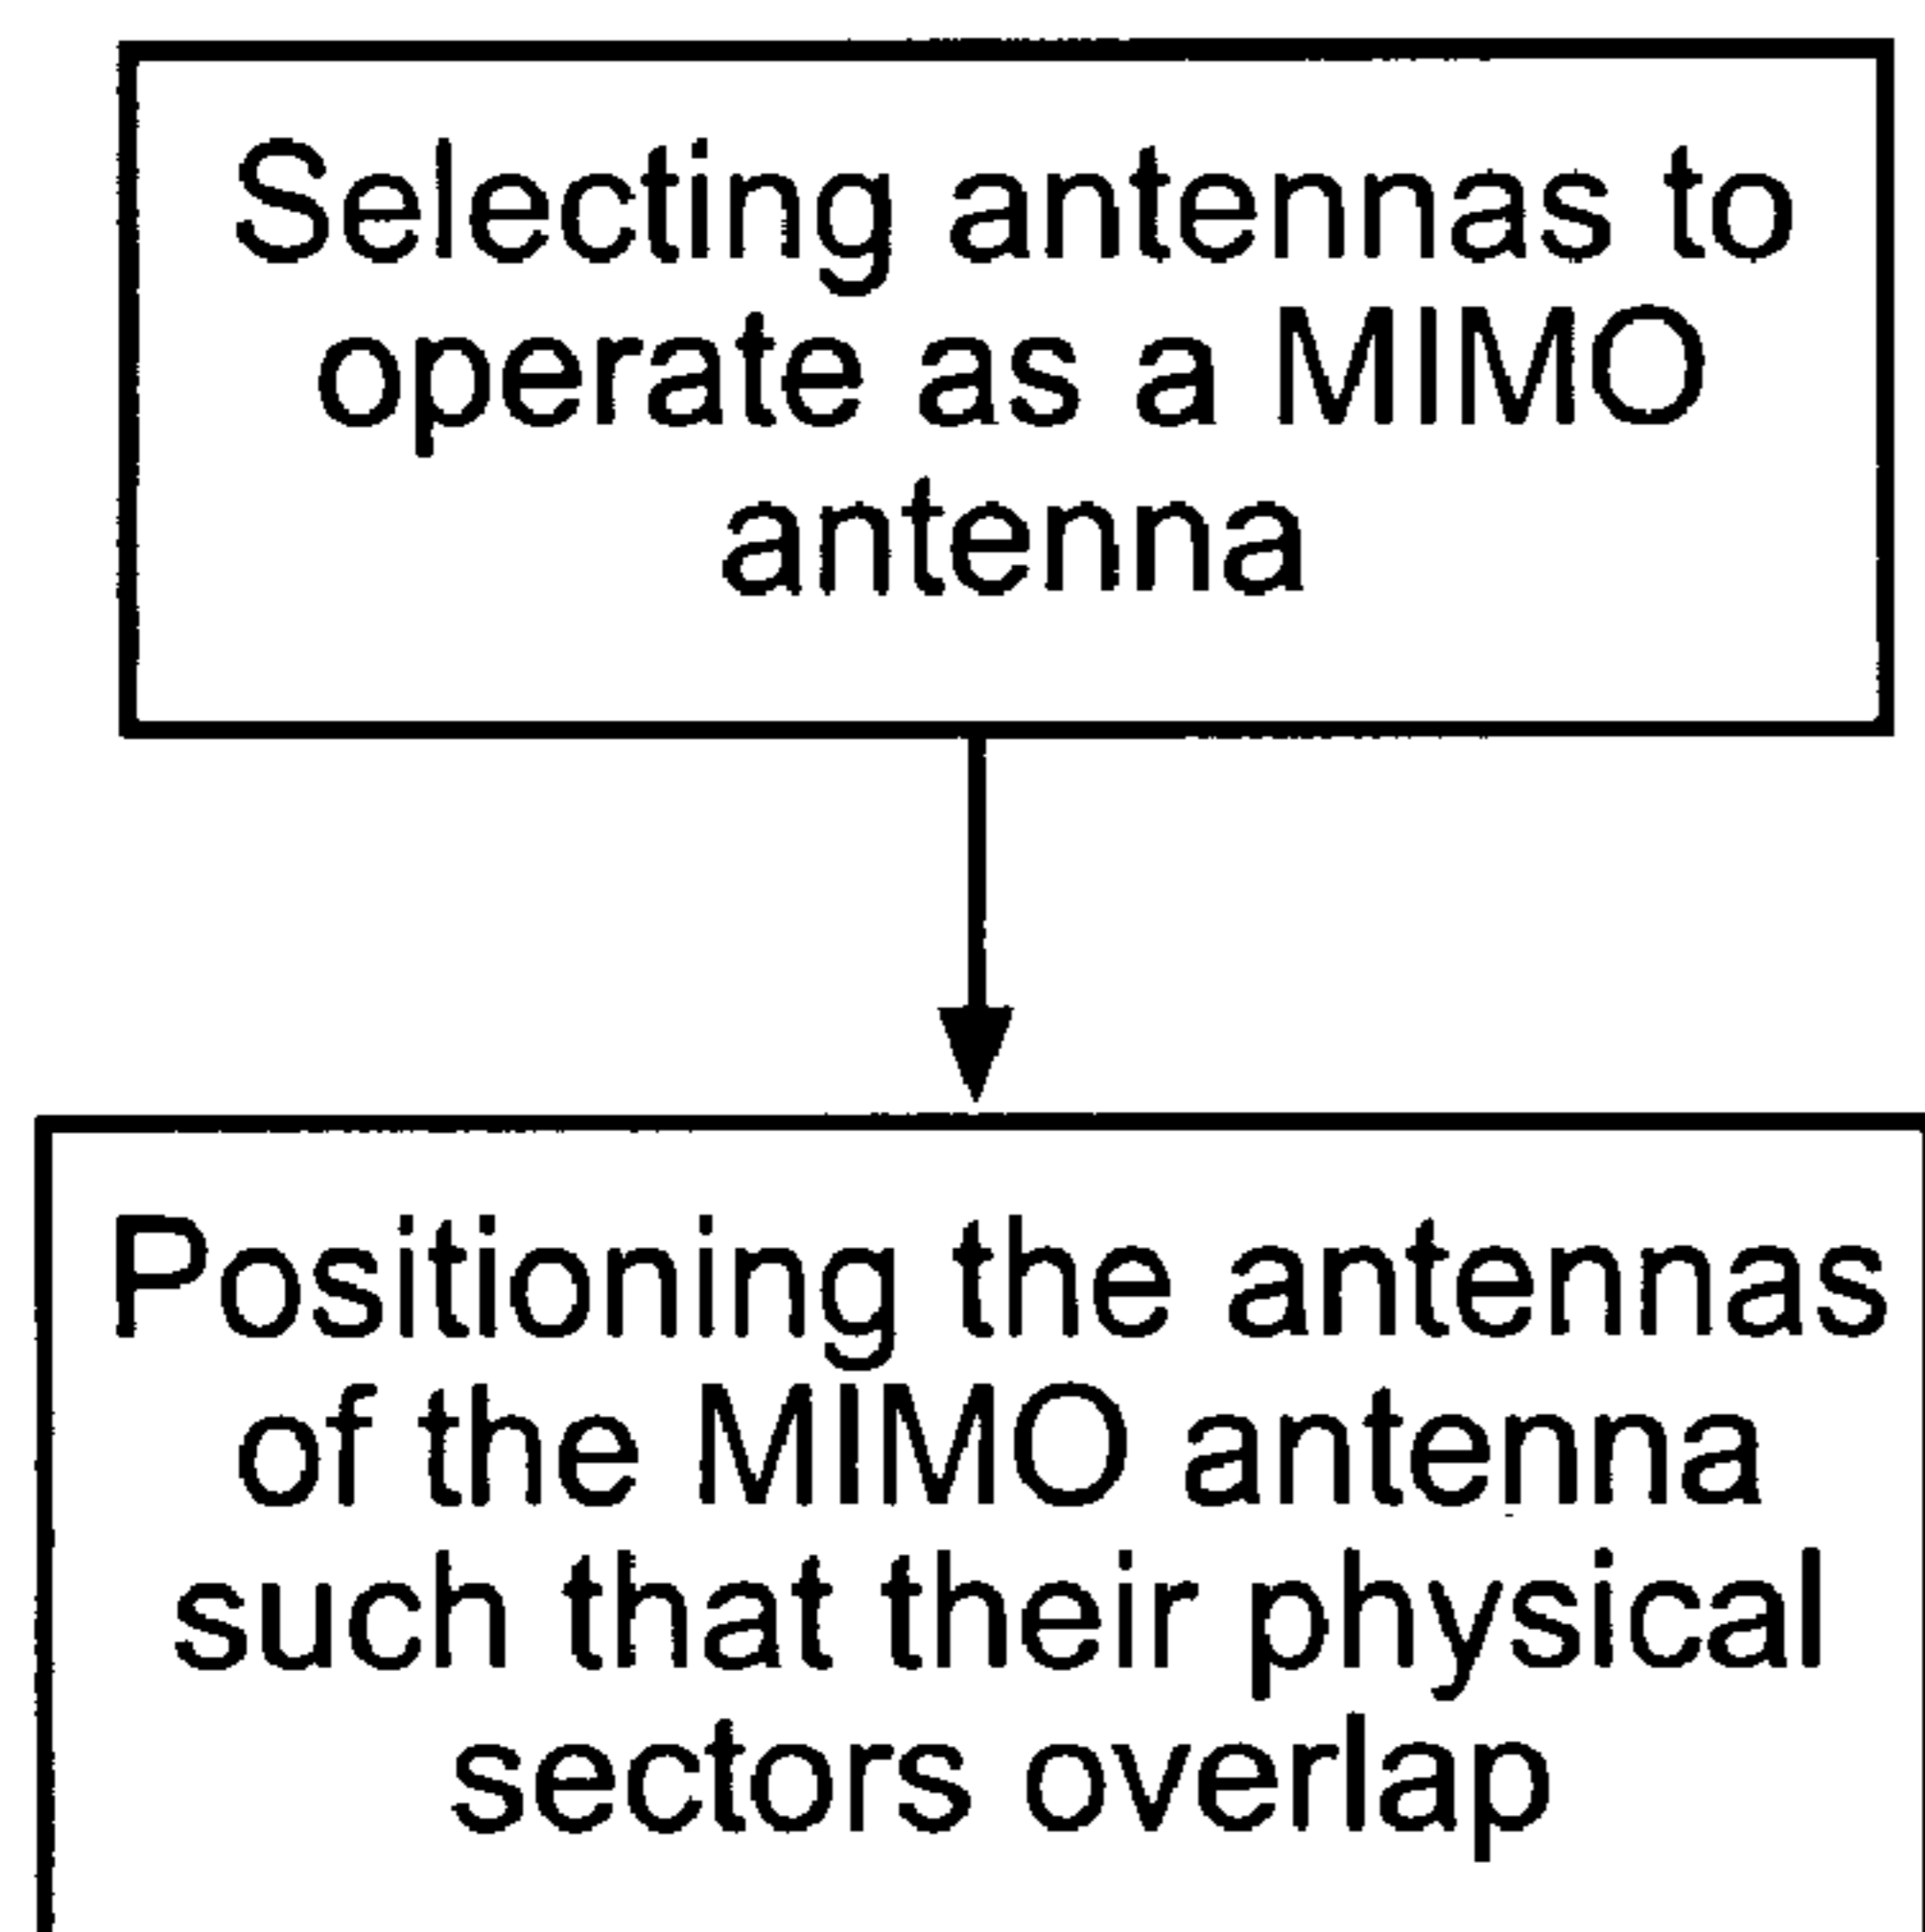 Selecting antennas to
operate as a MIMO
antenna
Positioning the antennas
of the MIMO antenna
such that their physical
sectors overlap